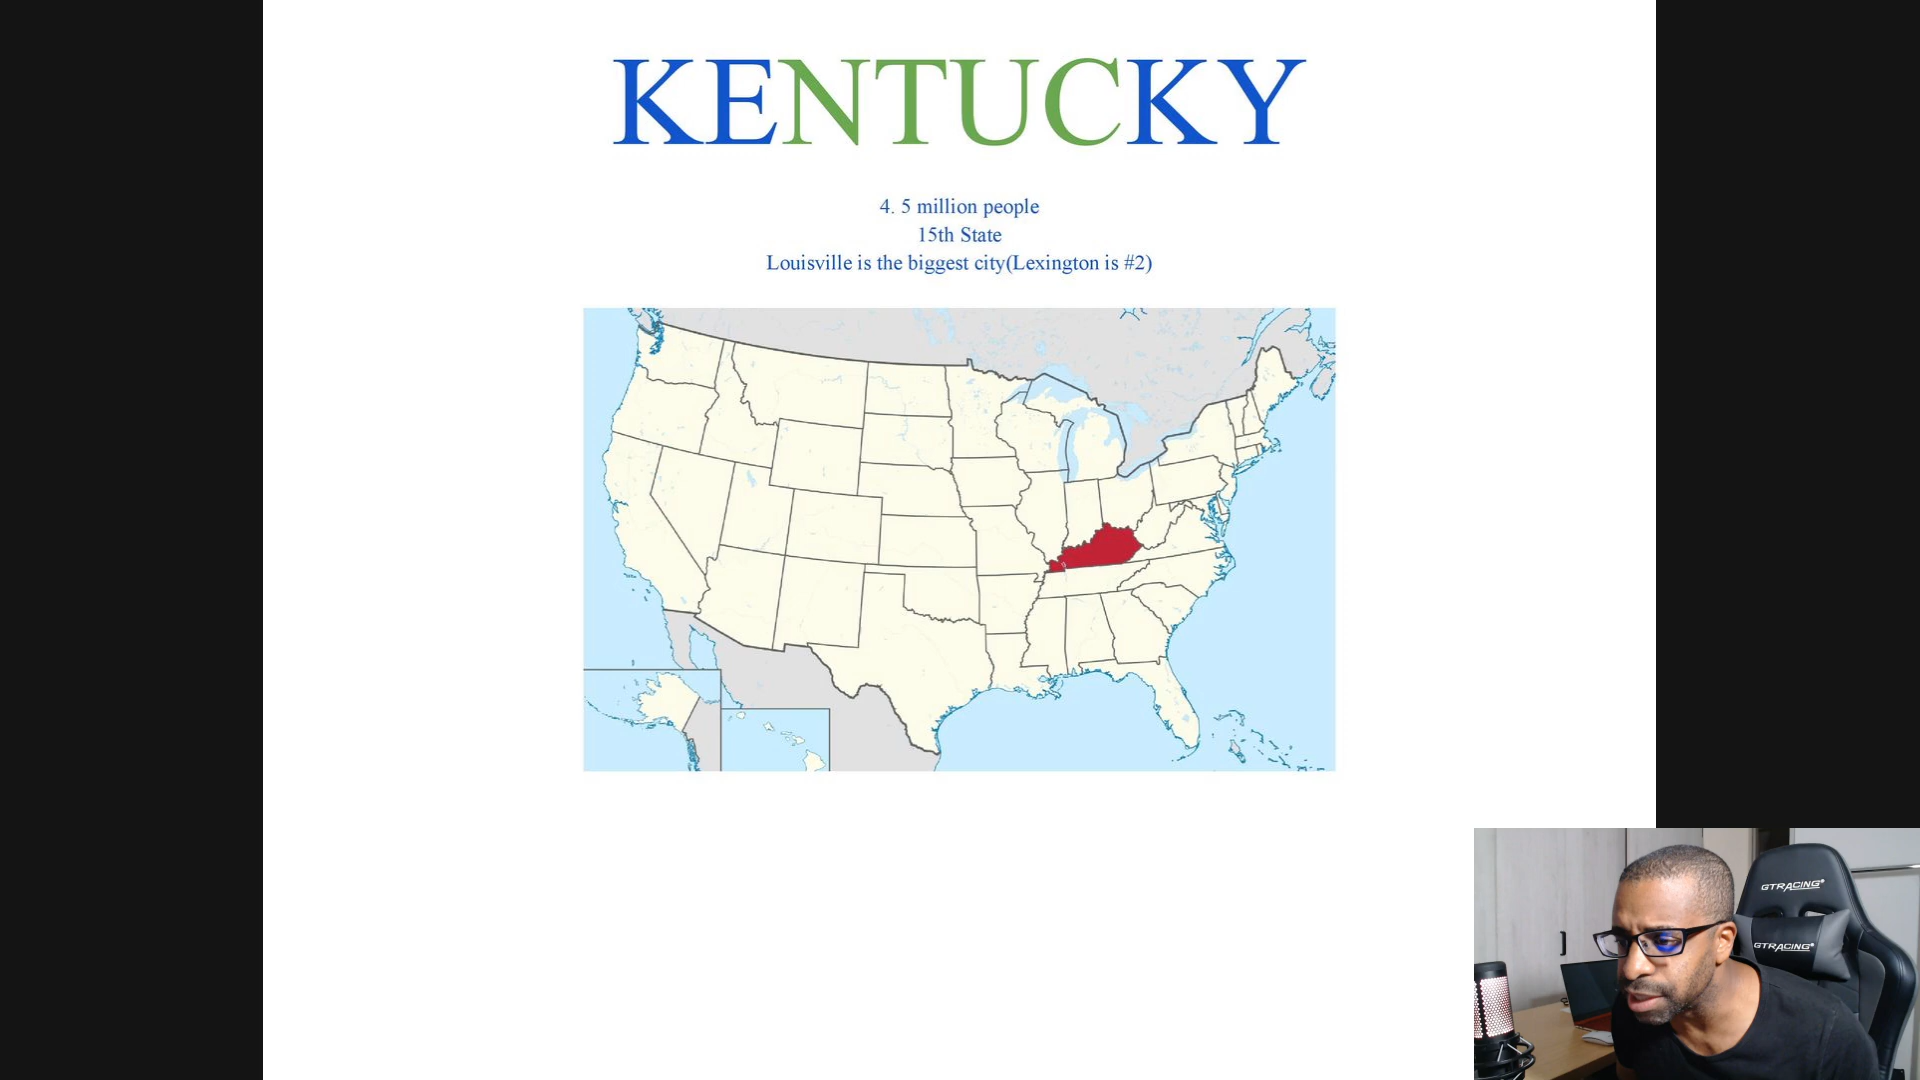 KENTUCKY
4. 5 million people
15th State
Louisville is the biggest city(Lexington is #2)
GTRACING®
GTRACING®